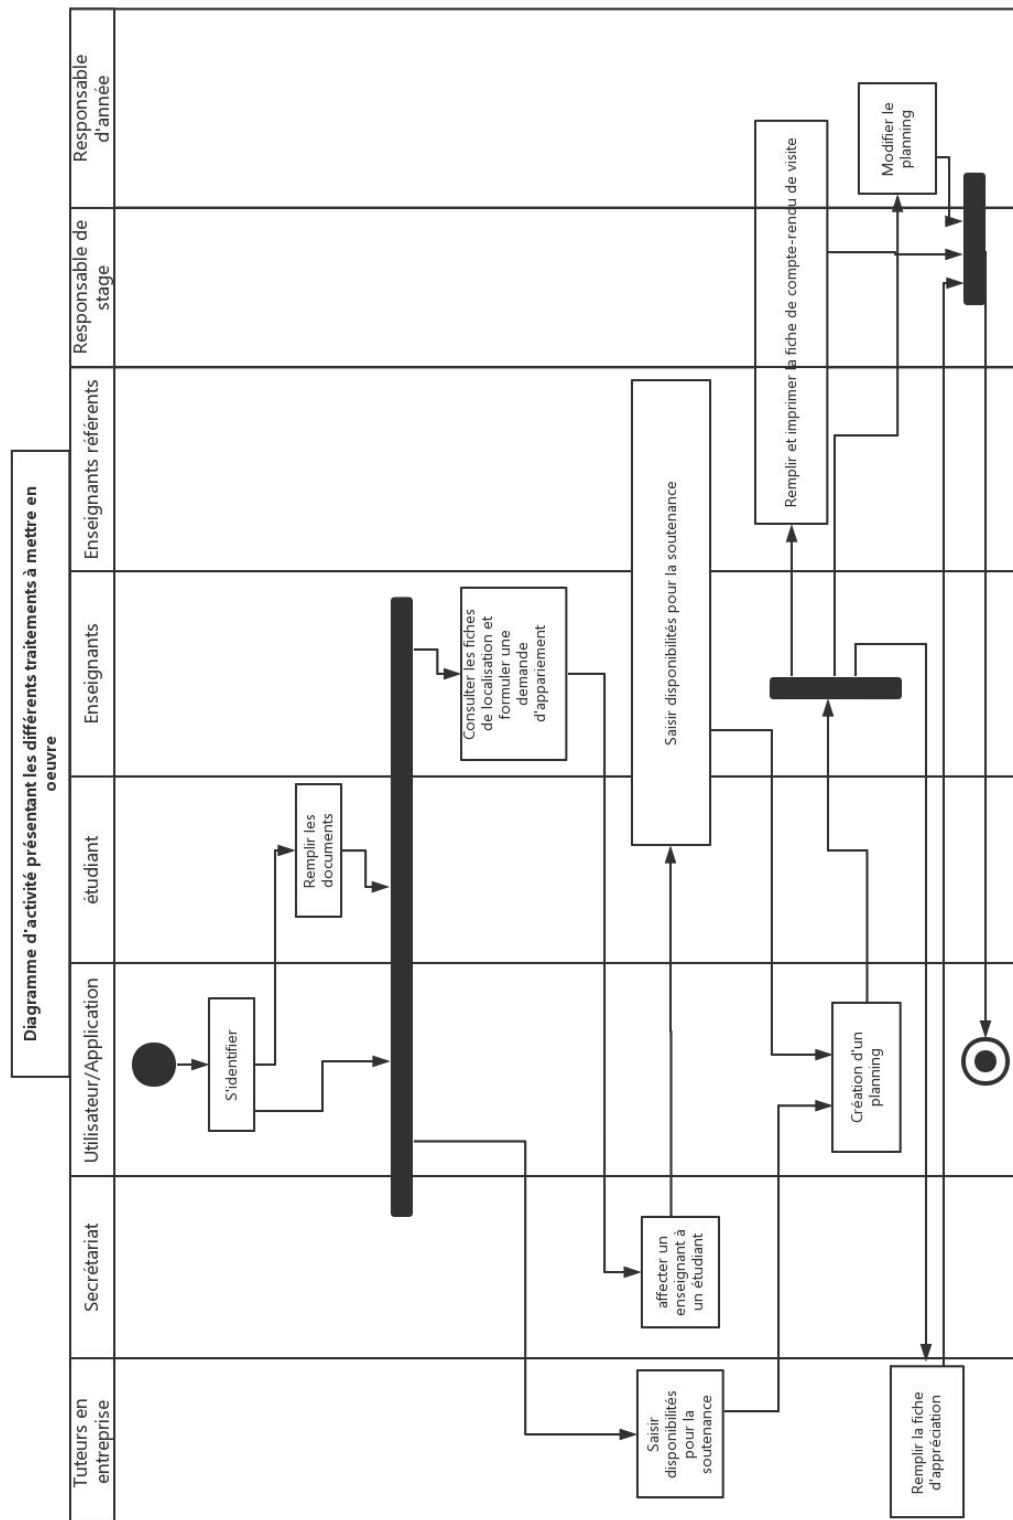 Diagramme d'activité présentant les différents traitements à mettre en
oeuvre
Tuteurs en
entreprise
Secrétariat
Utilisateur/Application
étudiant
Enseignants
Enseignants référents
Responsable de
stage
Responsable
d'année
S'identifier
Remplir les
documents
Consulter les fiches
de localisation et
formuler une
demande
d'appariement
Saisir
disponibilités
pour la
soutenance
affecter un
enseignant à
un étudiant
Saisir disponibilités pour la soutenance
Remplir et imprimer la fiche de compte-rendu de visite
Création d'un
planning
Modifier le
planning
Remplir la fiche
d'appréciation